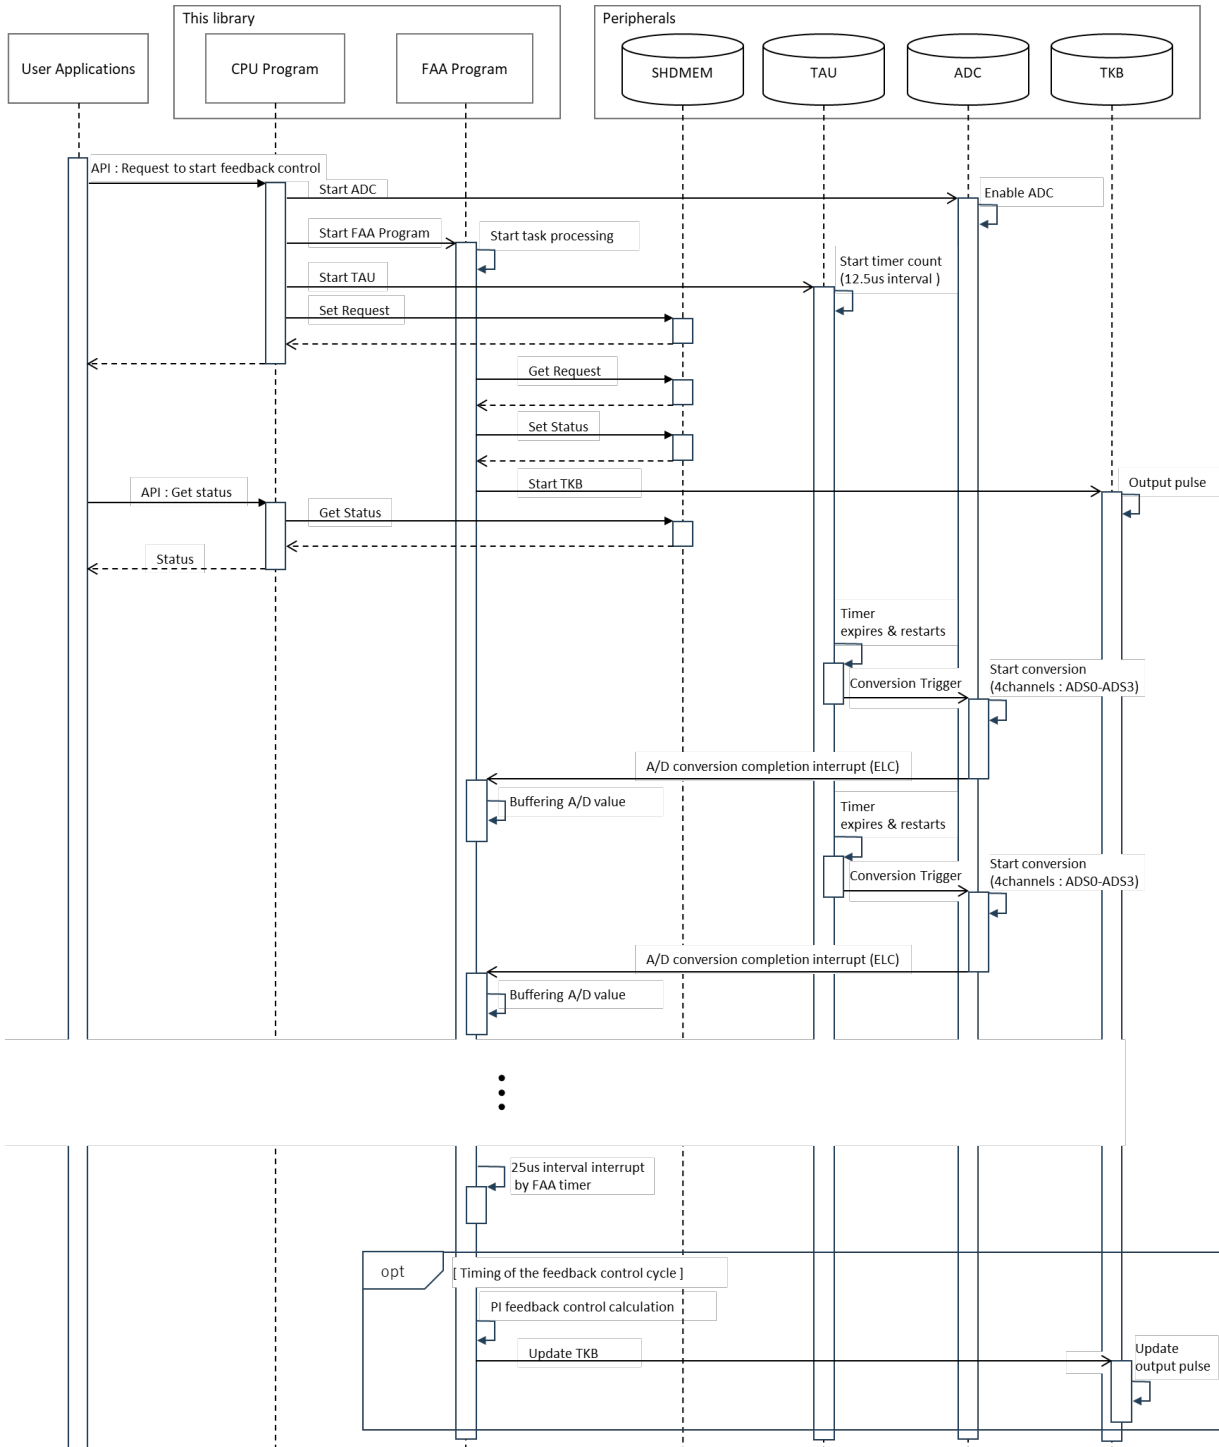 This library
Peripherals
User Applications
CPU Program
FAA Program
SHDMEM
TAU
ADC
TKB
API : Request to start feedback control
Start ADC
Enable ADC
Start FAA Program
Start task processing
Start timer count
(12.5us interval )
Start TAU
Set Request
Get Request
Set Status
Start TKB
Output pulse
API : Get status
Get Status
Status
Timer
expires & restarts
Start conversion
(4channels : ADS0-ADS3)
Conversion Trigger
A/D conversion completion interrupt (ELC)
Buffering A/D value
Timer
expires & restarts
Start conversion
(4channels : ADS0-ADS3)
Conversion Trigger
A/D conversion completion interrupt (ELC)
Buffering A/D value
25us interval interrupt
by FAA timer
opt
[ Timing of the feedback control cycle ]
PI feedback control calculation
Update TKB
Update
output pulse